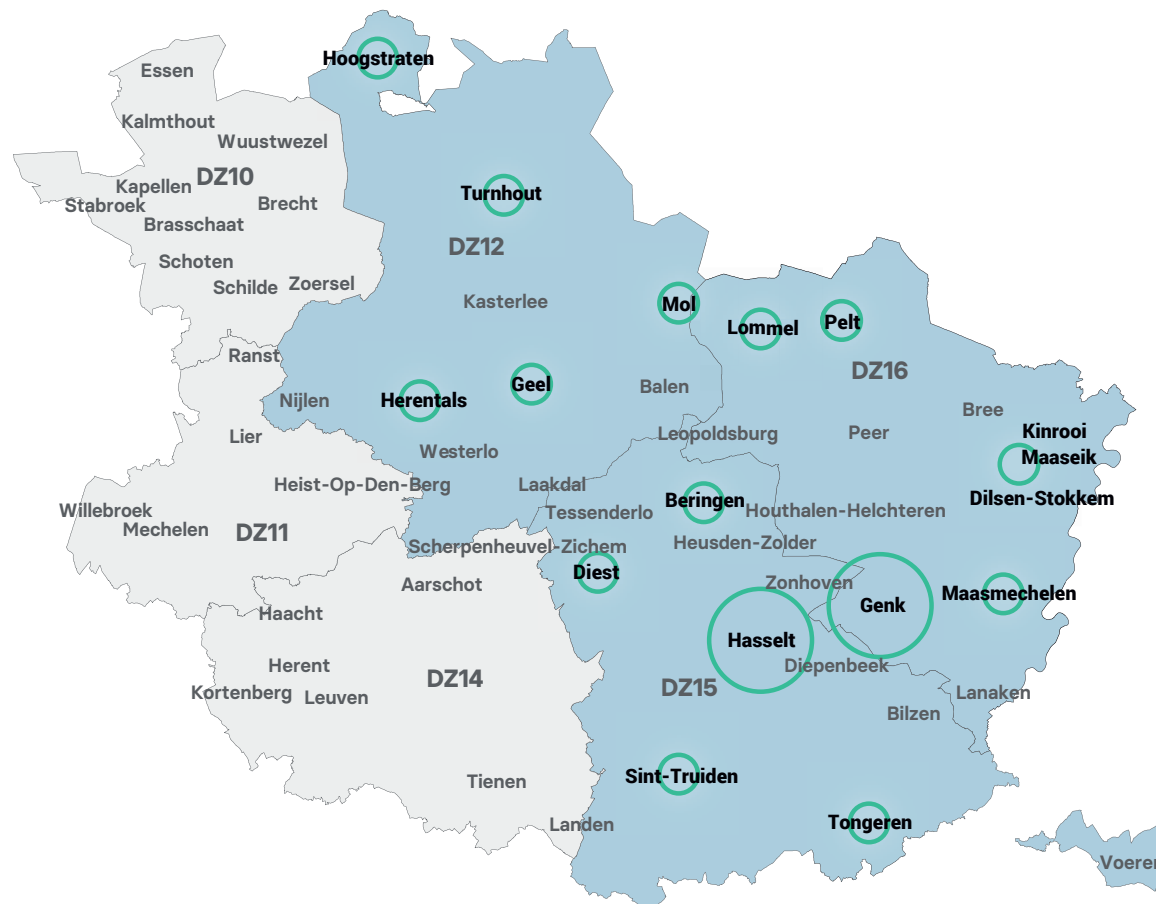 Hoogstraten
Essen
Kalmthout
Wuustwezel
DZ10
Kapellen
Stabroek
Brecht
Brasschaat
Schoten
Schilde
Zoersel
Turnhout
DZ12
Kasterlee
Mol
Lommel
Pelt
Ranst
DZ16
Geel
Balen
Nijlen
Herentals
Bree
Lier
Leopoldsburg
Peer
Kinrooi
Maaseik
Westerlo
Heist-Op-Den-Berg
Laakdal
Beringen
Dilsen-Stokkem
Willebroek
Mechelen
DZ11
Tessenderlo
Houthalen-Helchteren
Scherpenheuvel-Zichem
Heusden-Zolder
Diest
Aarschot
Zonhoven
Maasmechelen
Genk
Haacht
Hasselt
Herent
Diepenbeek
DZ14
DZ15
Kortenberg
Leuven
Lanaken
Bilzen
Sint-Truiden
Tienen
Landen
Tongeren
Voeren